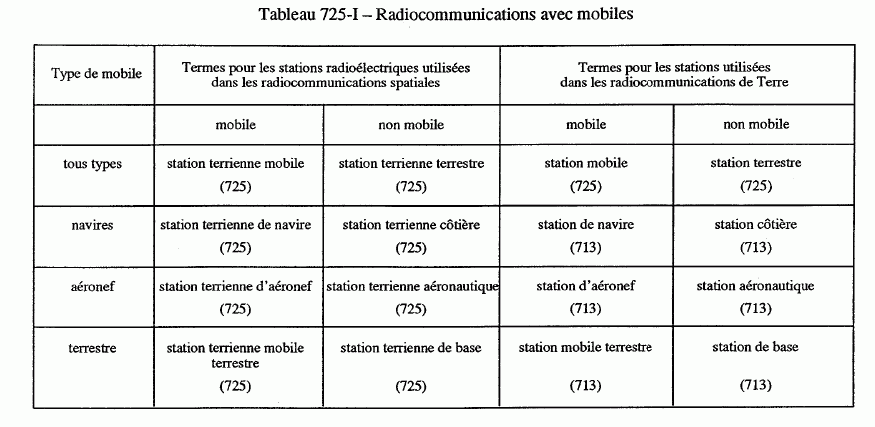 Tableau 725-I – Radiocommunications avec mobiles
Type de mobile
Termes pour les stations radioélectriques utilisées
dans les radiocommunications spatiales
Termes pour les stations utilisées
dans les radiocommunications de Terre
mobile
non mobile
mobile
non mobile
tous types
station terrienne mobile
(725)
station terrienne terrestre
(725)
station mobile
(725)
station terrestre
(725)
navires
station terrienne de navire
(725)
station terrienne côtière
(725)
station de navire
(713)
station côtière
(713)
aéronef
station terrienne d'aéronef
(725)
station terrienne aéronautique
(725)
station d'aéronef
(713)
station aéronautique
(713)
terrestre
station terrienne mobile
terrestre
(725)
station terrienne de base
(725)
station mobile terrestre
(713)
station de base
(713)